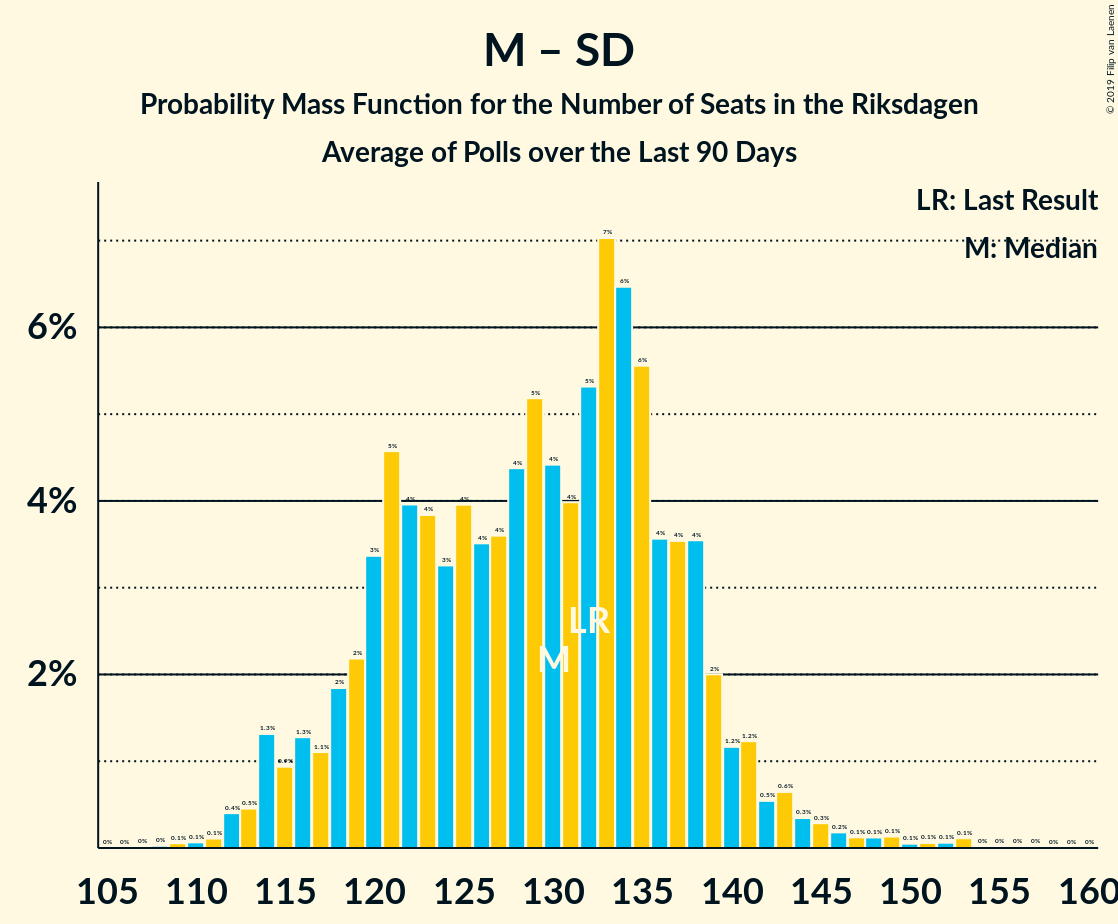 M – SD
Probability Mass Function for the Number of Seats in the Riksdagen
Average of Polls over the Last 90 Days
© 2019 Filip van Laenen
LR: Last Result
M: Median
6%
4%
2%
0% 0% 0% 0% 0.1% 0.1% 0.1% 0.4% 0.5% 1.3% 0.9% 1.3% 1.1% 2% 2% 3% 5% 4% 4% 3% 4% 4% 4% 4% 5% 4% 4% 5% 7% 6% 6% 4% 4% 4% 2% 1.2% 1.2% 0.5% 0.6% 0.3% 0.3% 0.2% 0.1% 0.1% 0.1% 0.1% 0.1% 0.1% 0.1% 0% 0% 0% 0% 0% 0% 0%
LR
M
105 110 115 120 125 130 135 140 145 150 155 160